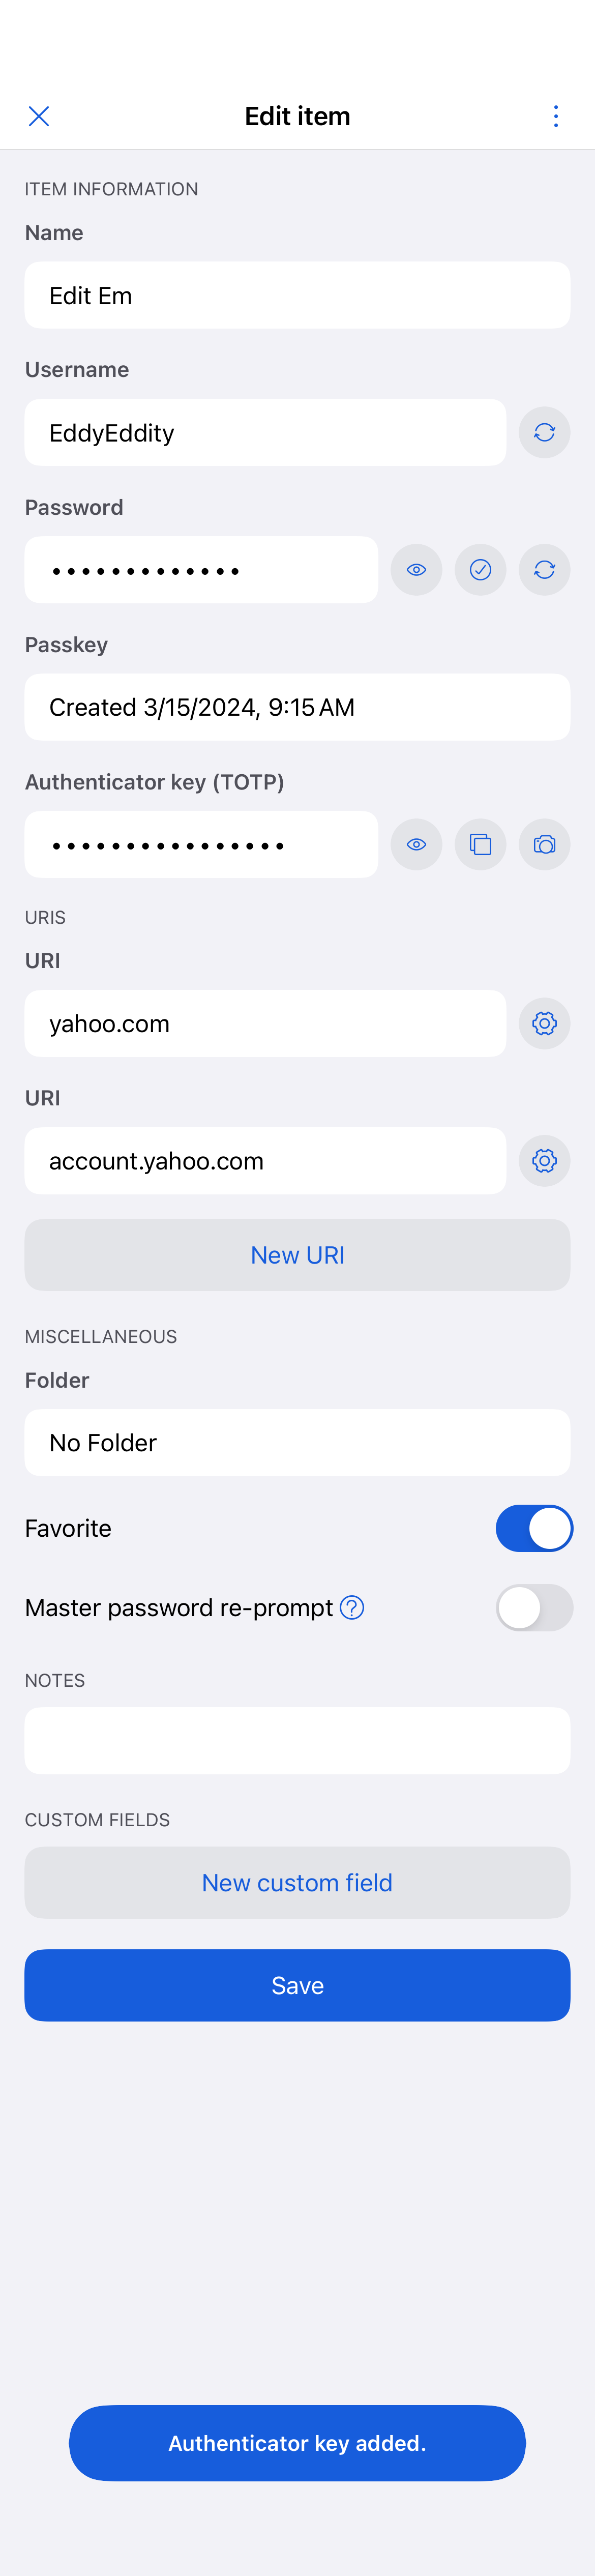 Edit item
ITEM INFORMATION
Name
Edit Em
Username
EddyEddity
Password
•••••••••••••
Passkey
Created 3/15/2024, 9:15 AM
Authenticator key (TOTP)
••••••••••••••••
URIS
URI
yahoo.com
URI
account.yahoo.com
New URI
MISCELLANEOUS
Folder
No Folder
Favorite
Master password re-prompt ?
NOTES
CUSTOM FIELDS
New custom field
Save
Authenticator key added.